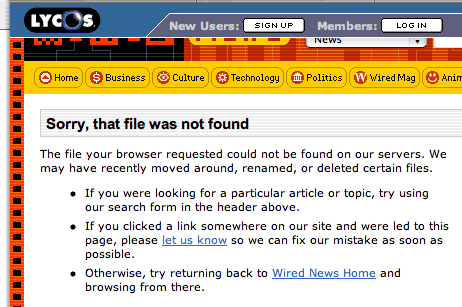 LYCOS. New Users: SIGN UP Members: LOG IN
News
Home Business Culture Technology Politics Wired Mag Anim
Sorry, that file was not found
The file your browser requested could not be found on our servers. We
may have recently moved around, renamed, or deleted certain files.
If you were looking for a particular article or topic, try using
our search form in the header above.
If you clicked a link somewhere on our site and were led to this
page, please let us know so we can fix our mistake as soon as
possible.
Otherwise, try returning back to Wired News Home and
browsing from there.